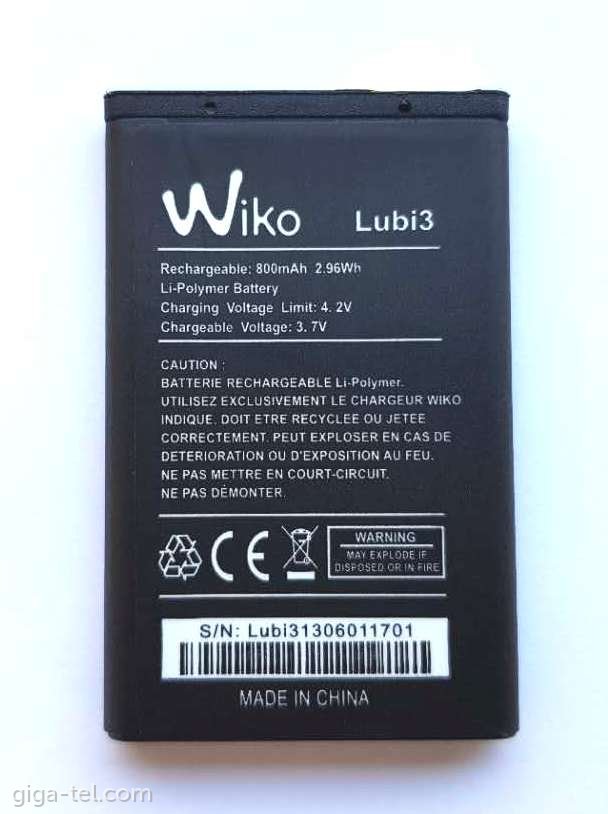 Wiko Lubi3
Rechargeable: 800mAh 2.96Wh
Li-Polymer Battery
Charging Voltage Limit: 4. 2V
Chargeable Voltage: 3. 7V
CAUTION :
BATTERIE RECHARGEABLE Li-Polymer.
UTILISEZ EXCLUSIVEMENT LE CHARGEUR WIKO
INDIQUE. DOIT ETRE RECYCLEE OU JETEE
CORRECTEMENT. PEUT EXPLOSER EN CAS DE
DETERIORATION OU D'EXPOSITION AU FEU.
NE PAS METTRE EN COURT-CIRCUIT.
NE PAS DÉMONTER.
CE
WARNING
MAY EXPLODE IF
DISPOSED OR IN FIRE
S/N: Lubi31306011701
MADE IN CHINA
giga-tel.com